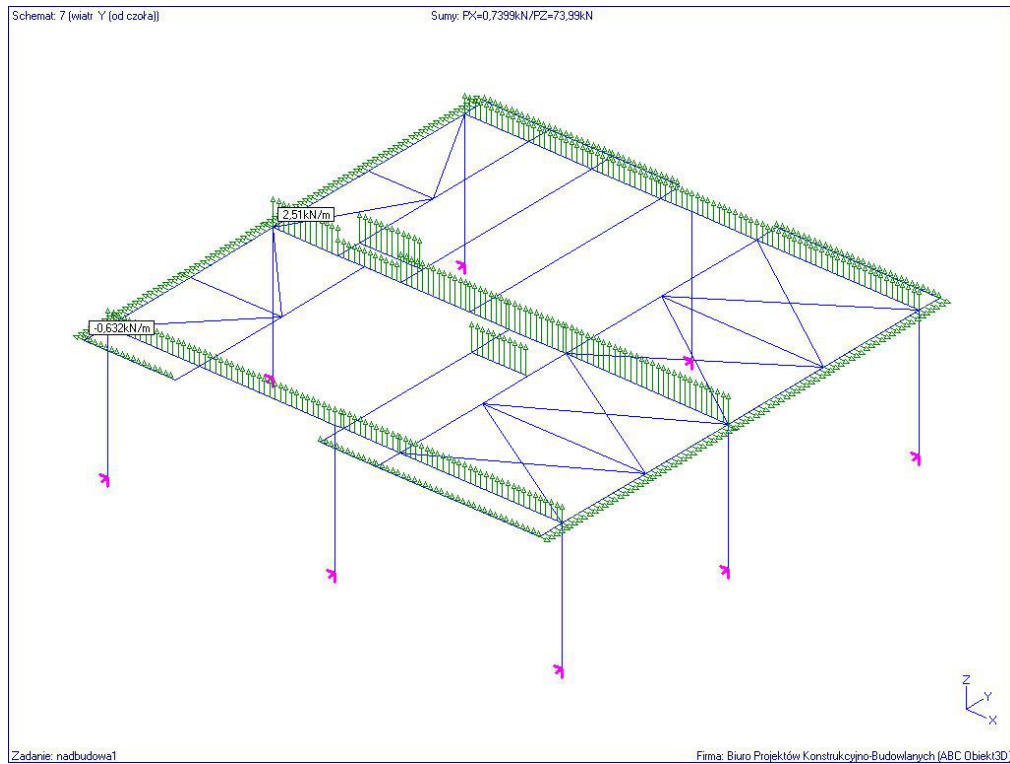 Schemat: 7 (wiatr Y (od czoła))
Sumy: PX=0,7399kN/PZ=73,99kN
2,51kN/m
-0,632kN/m
Z
Y
X
Zadanie: nadbudowa1
Firma: Biuro Projektów Konstrukcyjno-Budowlanych (ABC Obiekt3D)